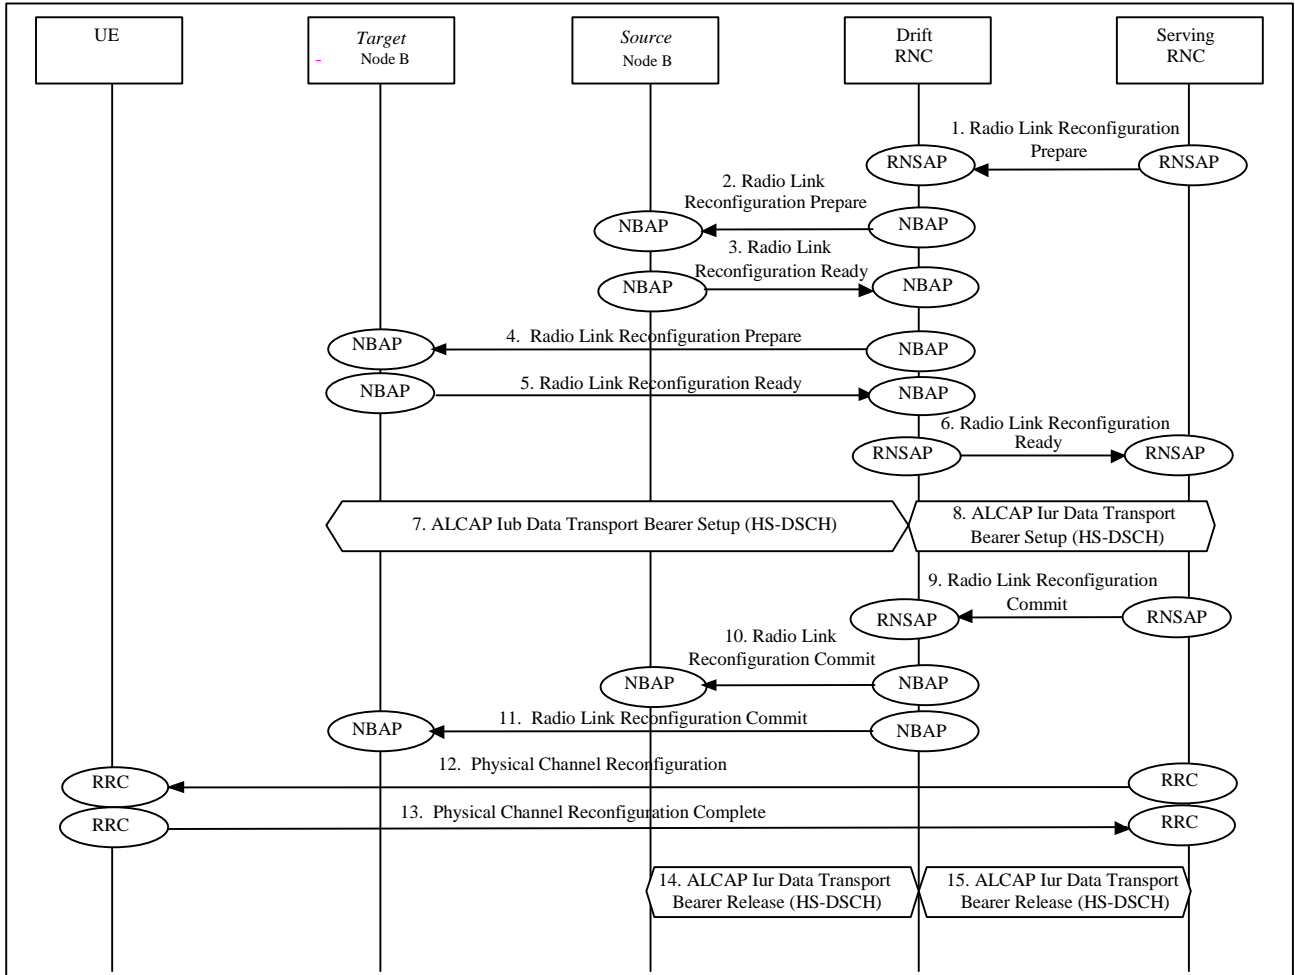 UE
Target
- Node B
Source
Node B
Drift
RNC
Serving
RNC
1. Radio Link Reconfiguration
Prepare
RNSAP
RNSAP
2. Radio Link
Reconfiguration Prepare
NBAP
NBAP
3. Radio Link
Reconfiguration Ready
NBAP
NBAP
NBAP
4. Radio Link Reconfiguration Prepare
NBAP
NBAP
5. Radio Link Reconfiguration Ready
NBAP
6. Radio Link Reconfiguration
Ready
RNSAP
RNSAP
7. ALCAP Iub Data Transport Bearer Setup (HS-DSCH)
8. ALCAP Iur Data Transport
Bearer Setup (HS-DSCH)
9. Radio Link Reconfiguration
Commit
RNSAP
RNSAP
10. Radio Link
Reconfiguration Commit
NBAP
NBAP
NBAP
11. Radio Link Reconfiguration Commit
NBAP
12. Physical Channel Reconfiguration
RRC
RRC
13. Physical Channel Reconfiguration Complete
RRC
RRC
14. ALCAP Iur Data Transport
Bearer Release (HS-DSCH)
15. ALCAP Iur Data Transport
Bearer Release (HS-DSCH)